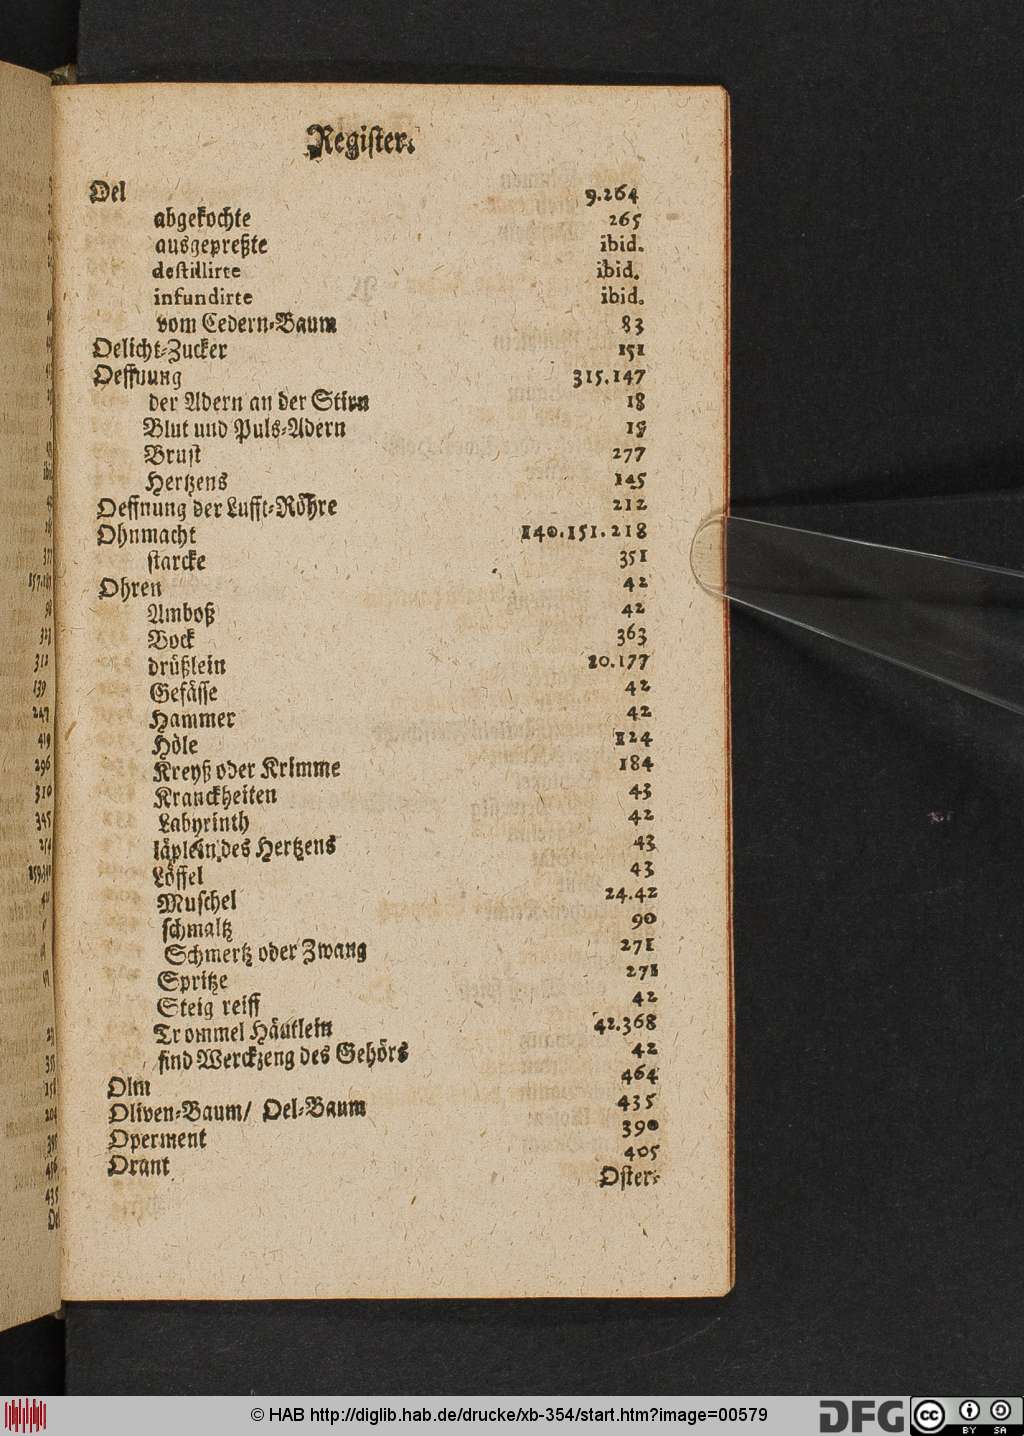 Register.
Oel 9.264
abgekochte 265
ausgepreßte ibid.
destillirte ibid.
infundirte ibid.
vom Cedern-Baum 83
Oelicht-Zucker 151
Oeffnung 315.147
der Adern an der Stirn 18
Blut und Puls-Adern 19
Brust 277
Hertzens 145
Oeffnung der Lufft-Röhre 212
Ohnmacht 140.151.218
starcke 351
Ohren 42
Amboß 42
Bock 363
drüßlein 20.177
Gefässe 42
Hammer 42
Höle 124
Kreyß oder Krimme 184
Kranckheiten 43
Labyrinth 42
läplein des Hertzens 43
Löffel 43
Muschel 24.42
schmaltz 90
Schmertz oder Zwang 271
Spritze 271
Steig reiff 42
Trommel Häutlein 42.368
sind Werckzeng des Gehörs 42
Olm 464
Oliven-Baum/ Oel-Baum 435
Operment 390
Orant 405
Oster-
© HAB http://diglib.hab.de/drucke/xb-354/start.htm?image=00579
DFG
cc
BY SA